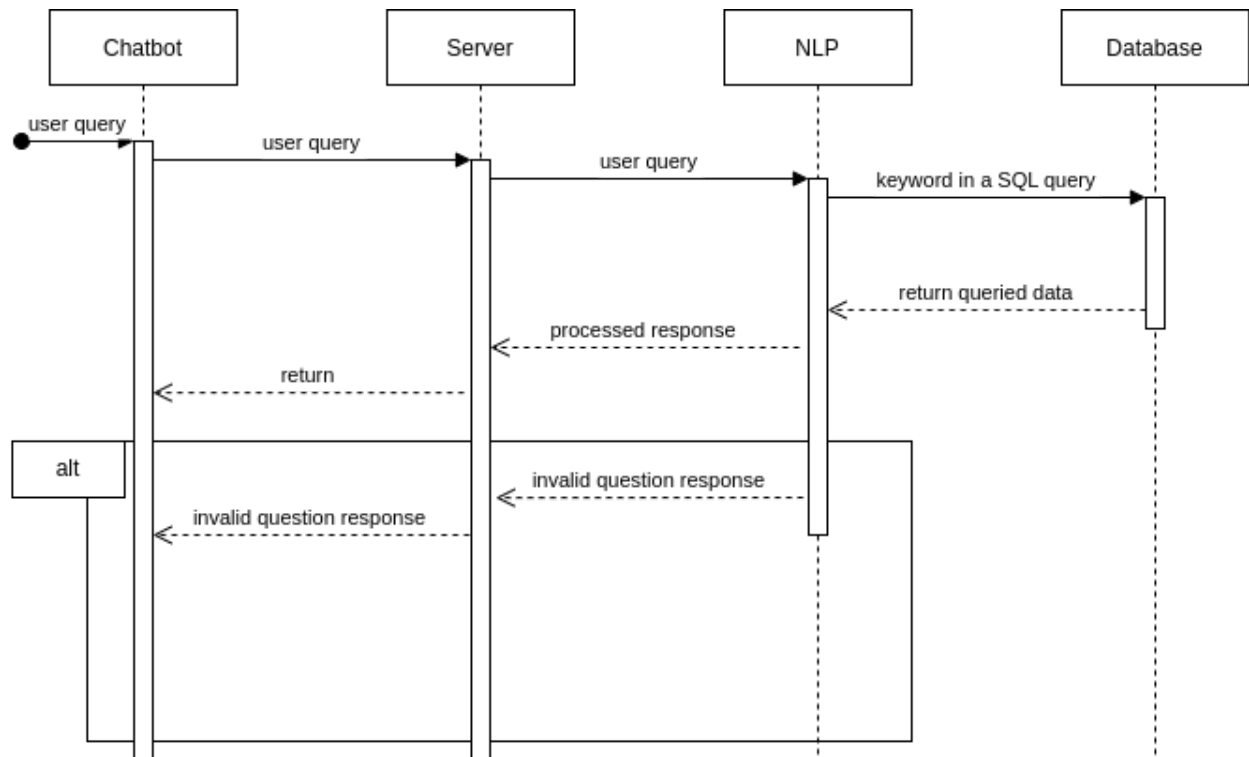 Chatbot
Server
NLP
Database
user query
user query
user query
keyword in a SQL query
return queried data
processed response
return
alt
invalid question response
invalid question response